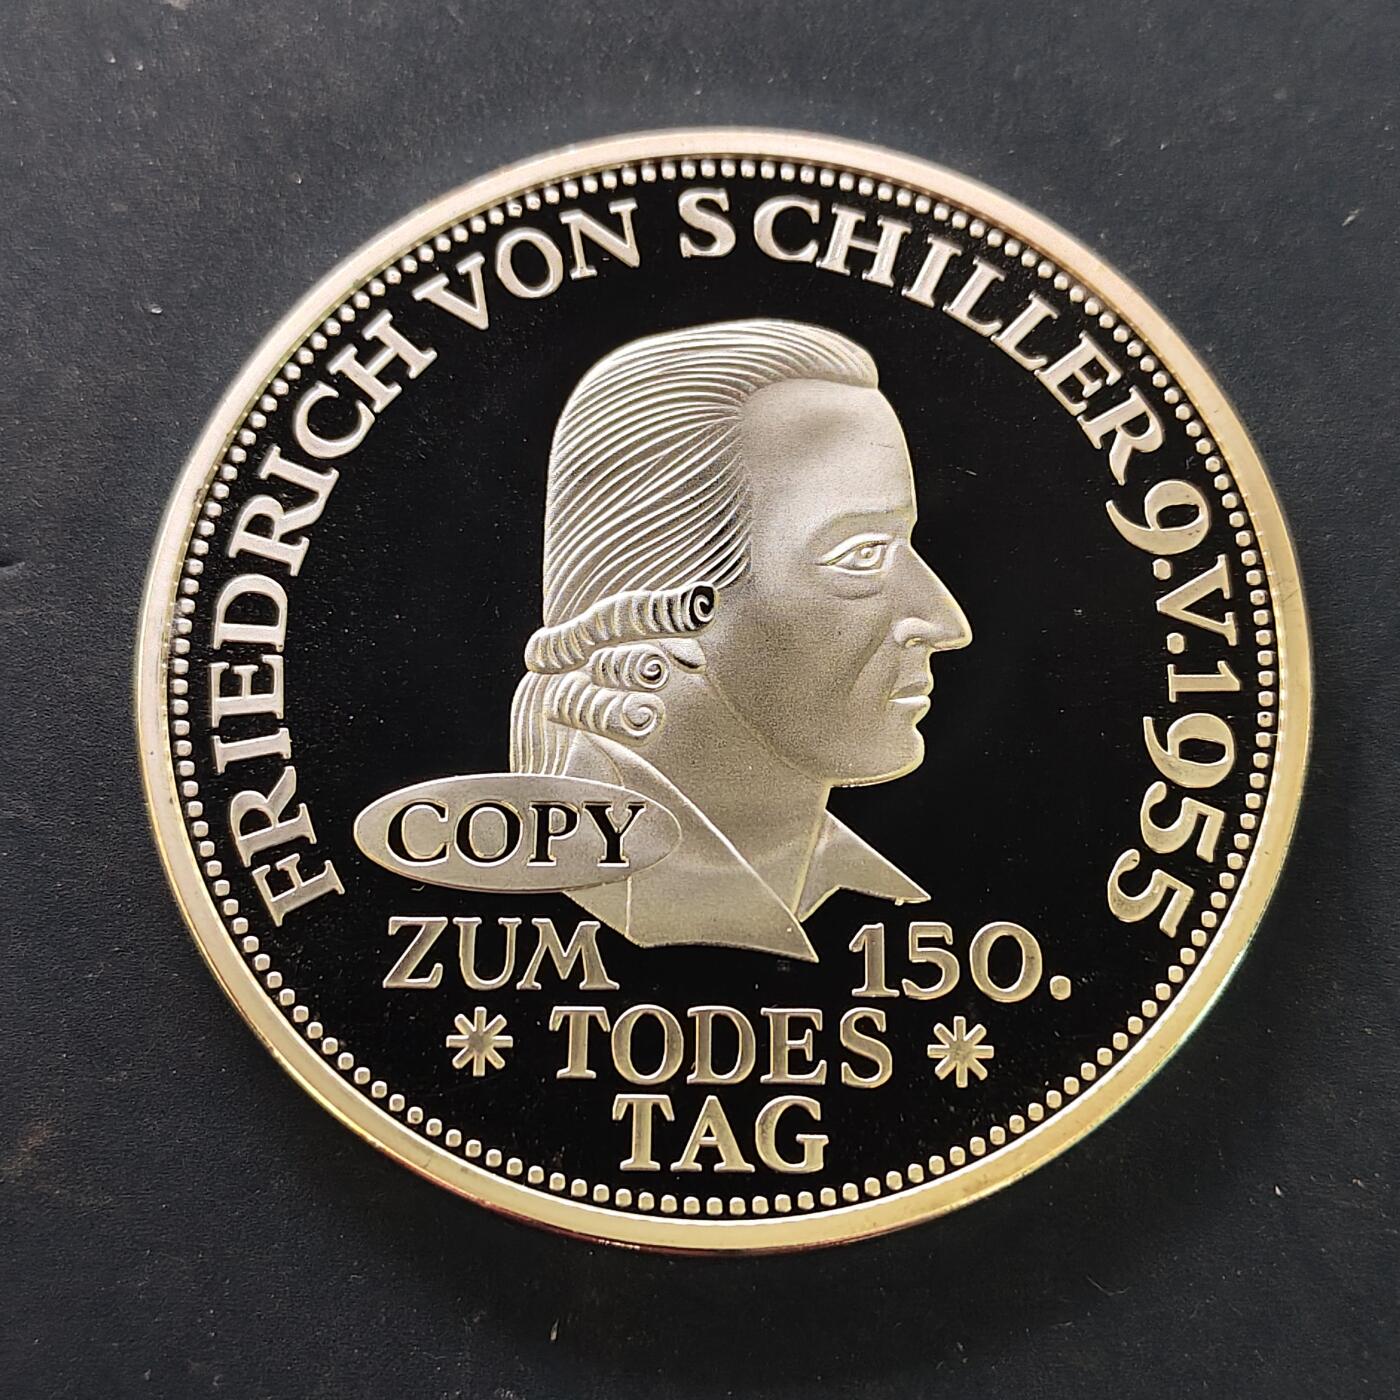 FRIEDRICH VON SCHILLER 9.V.1955
COPY
ZUM 150.
* TODES *
TAG